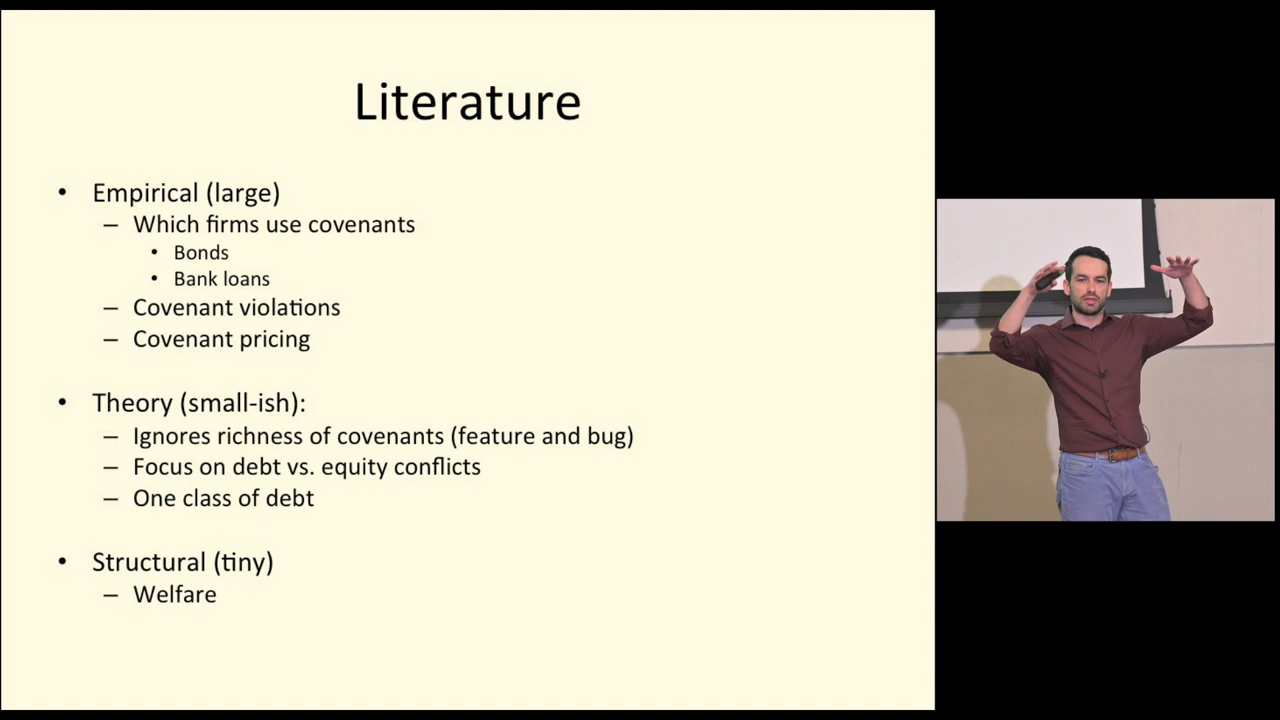 Literature
• Empirical (large)
– Which firms use covenants
• Bonds
• Bank loans
– Covenant violations
– Covenant pricing
• Theory (small-ish):
– Ignores richness of covenants (feature and bug)
– Focus on debt vs. equity conflicts
– One class of debt
• Structural (tiny)
– Welfare